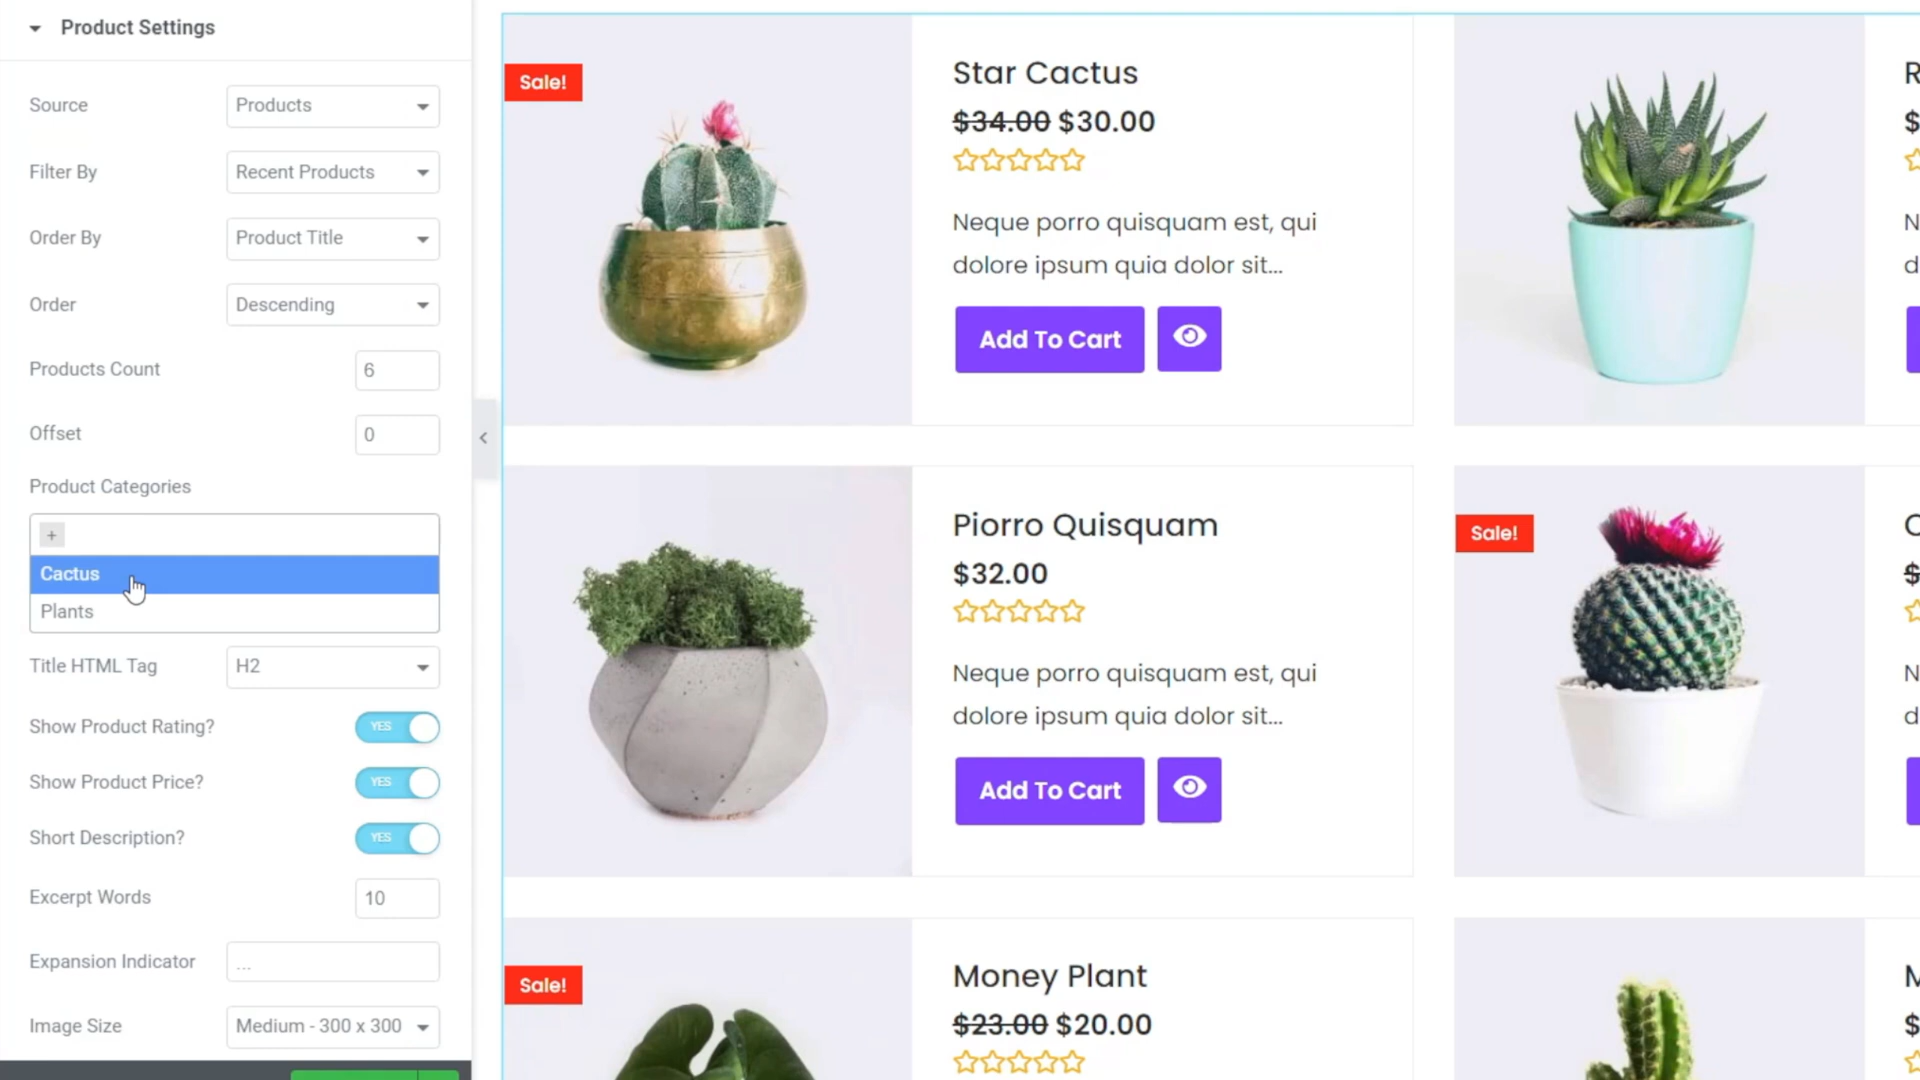 Product Settings
Source
Products
Filter By
Recent Products
Order By
Product Title
Order
Descending
Products Count
6
Offset
0
Product Categories
+
Cactus
Plants
Title HTML Tag
H2
Show Product Rating?
YES
Show Product Price?
YES
Short Description?
YES
Excerpt Words
10
Expansion Indicator
...
Image Size
Medium - 300 x 300
Sale!
Star Cactus
$34.00 $30.00
Neque porro quisquam est, qui
dolore ipsum quia dolor sit...
Add To Cart
R
$
N
d
Piorro Quisquam
$32.00
Neque porro quisquam est, qui
dolore ipsum quia dolor sit...
Add To Cart
Sale!
$
N
d
Sale!
Money Plant
$23.00 $20.00
M
$